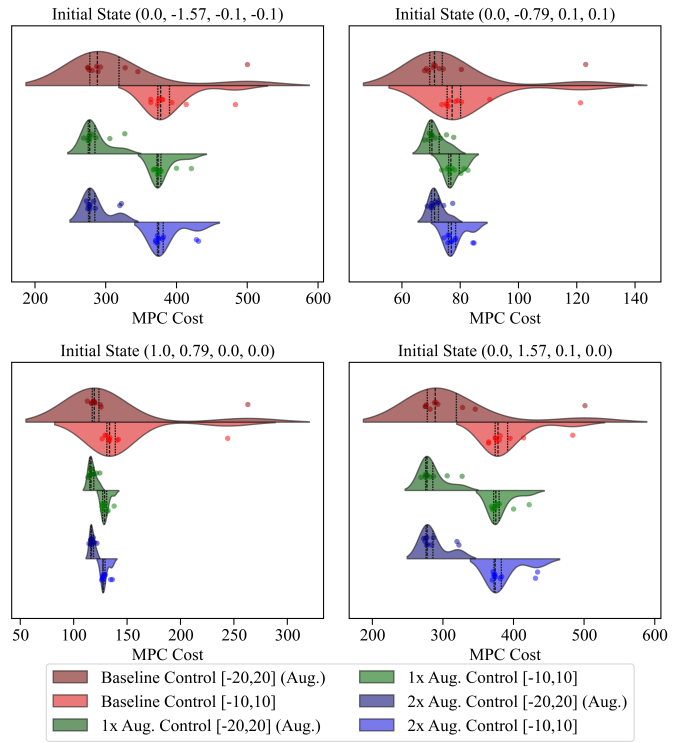 Initial State (0.0, -1.57, -0.1, -0.1)
Initial State (0.0, -0.79, 0.1, 0.1)
200 300 400 500 600
60 80 100 120 140
MPC Cost
MPC Cost
Initial State (1.0, 0.79, 0.0, 0.0)
Initial State (0.0, 1.57, 0.1, 0.0)
50 100 150 200 250 300
200 300 400 500 600
MPC Cost
MPC Cost
Baseline Control [-20,20] (Aug.)
Baseline Control [-10,10]
1x Aug. Control [-20,20] (Aug.)
1x Aug. Control [-10,10]
2x Aug. Control [-20,20] (Aug.)
2x Aug. Control [-10,10]